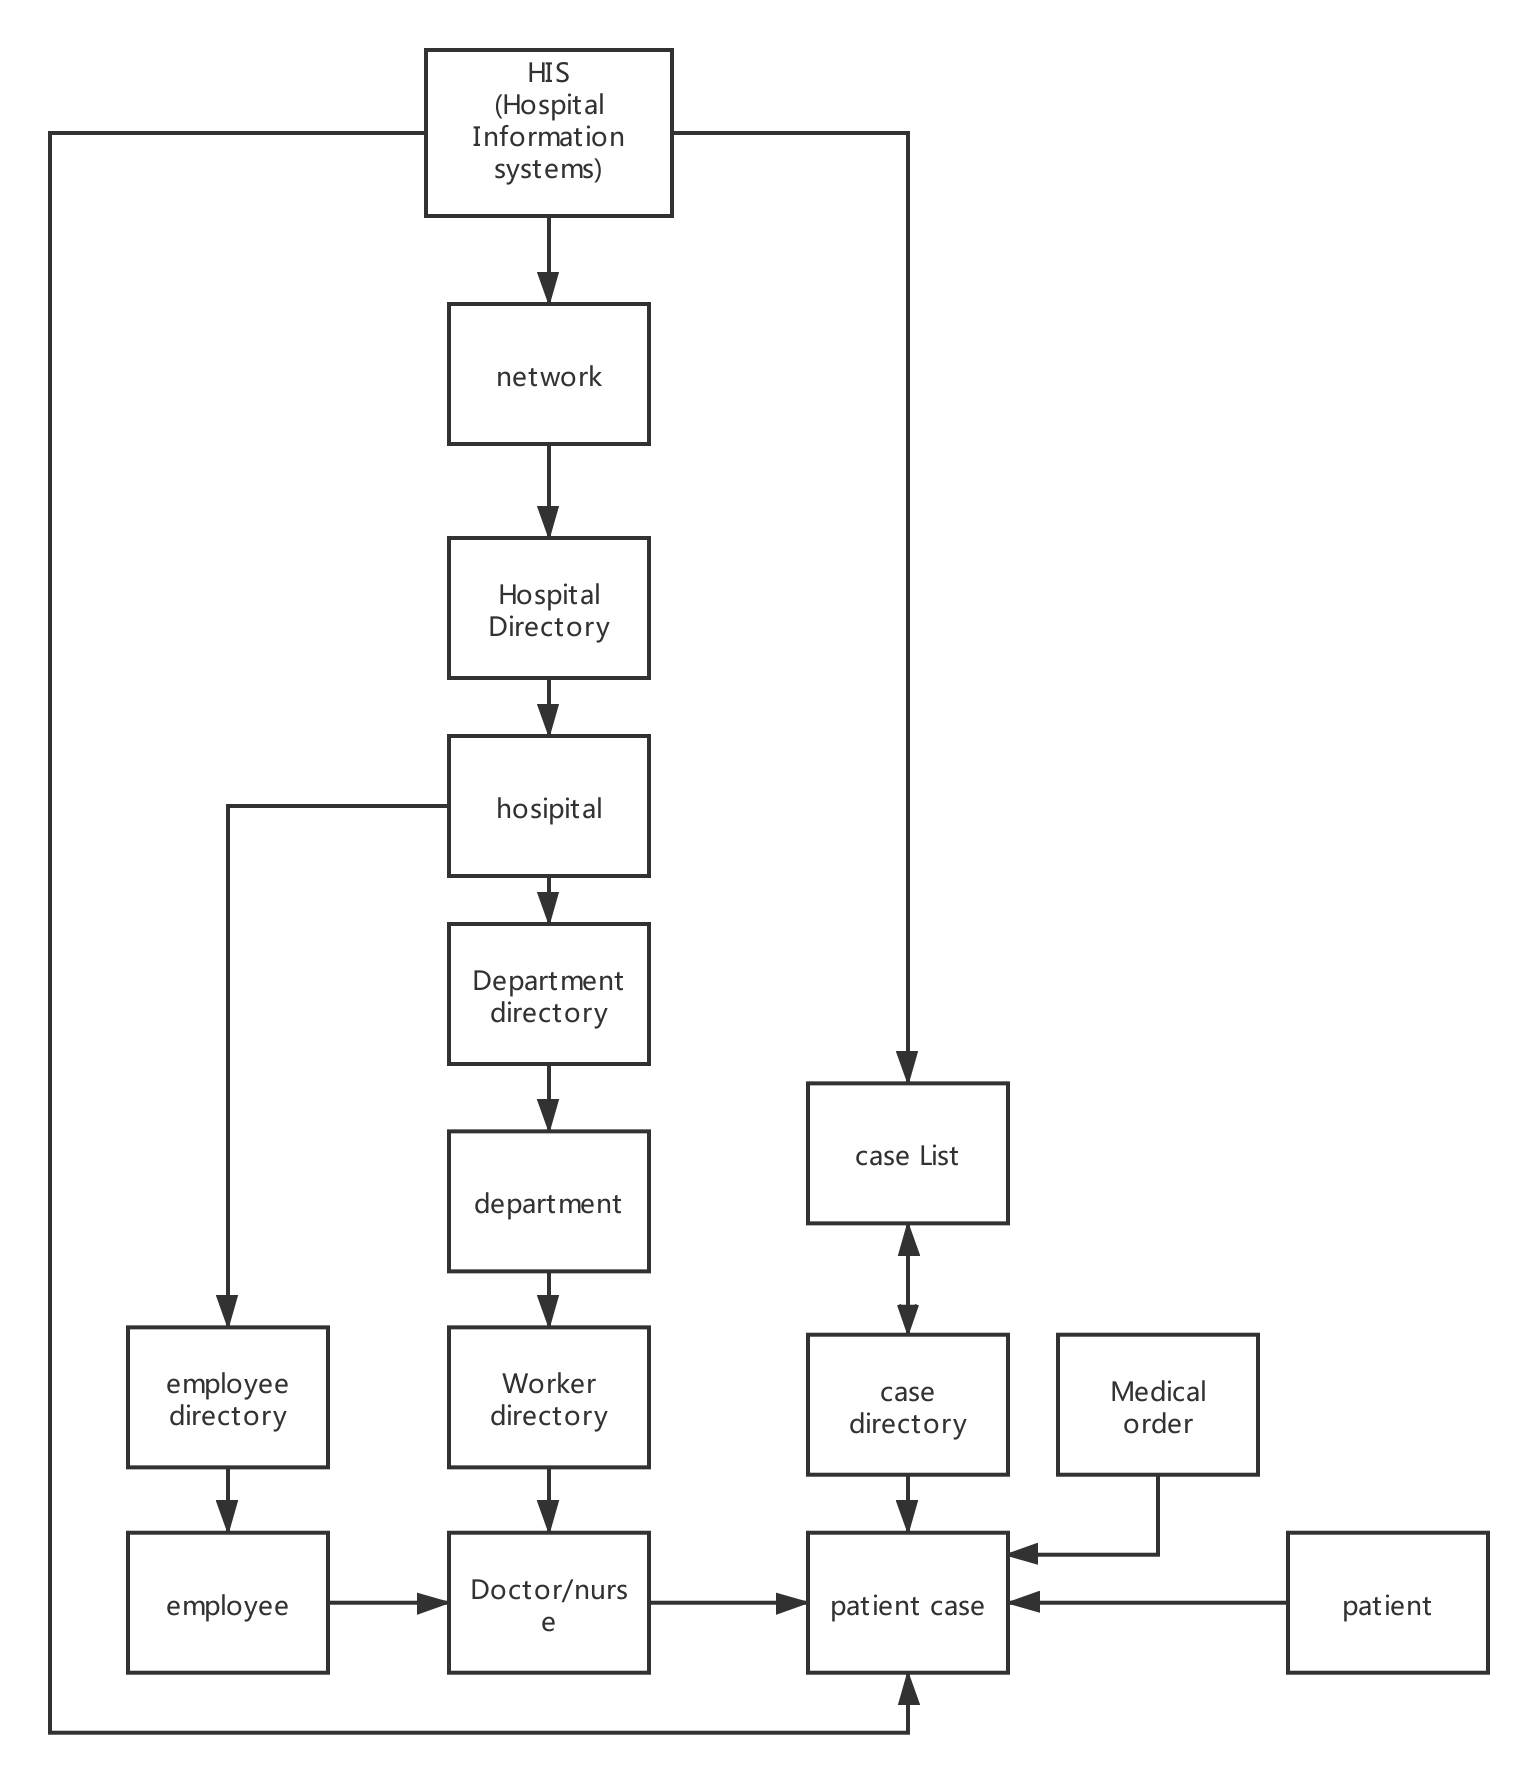 HIS
(Hospital
Information
systems)
network
Hospital
Directory
hosipital
Department
directory
case List
department
employee
directory
Worker
directory
case
directory
Medical
order
employee
Doctor/nurs
e
patient case
patient